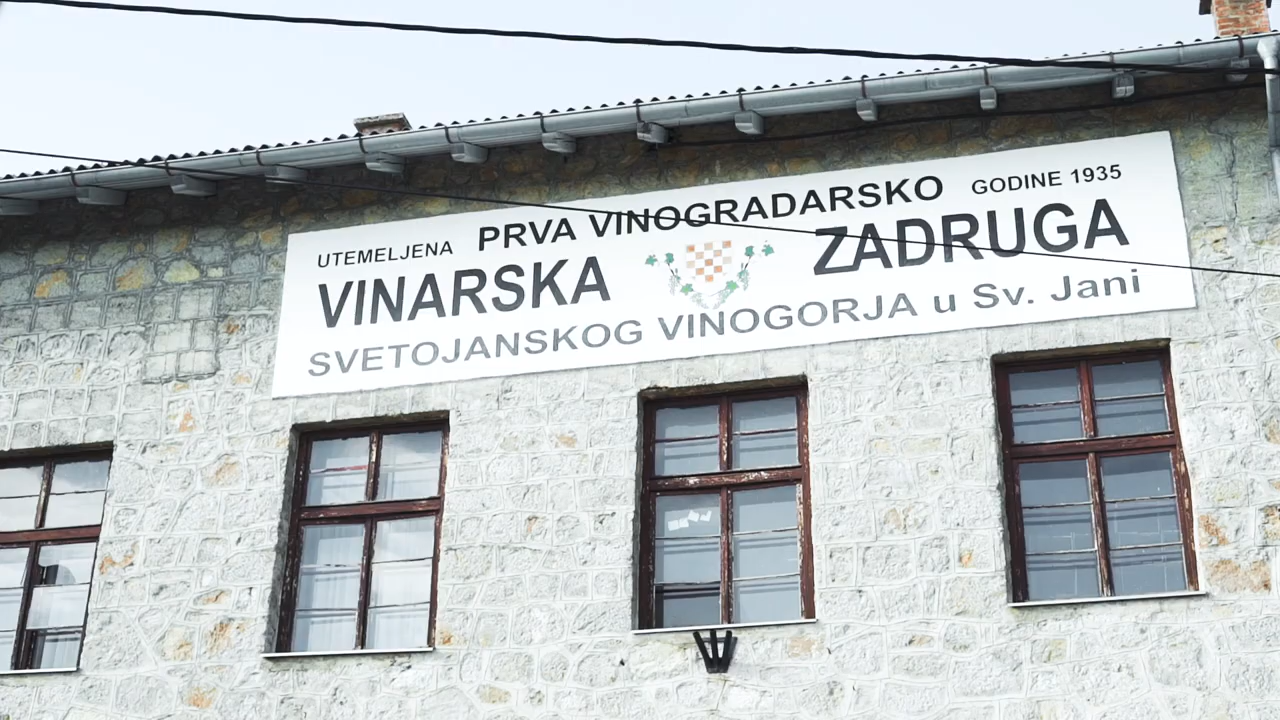 UTEMELJENA PRVA VINOGRADARSKO GODINE 1935
VINARSKA ZADRUGA
SVETOJANSKOG VINOGORJA u Sv. Jani